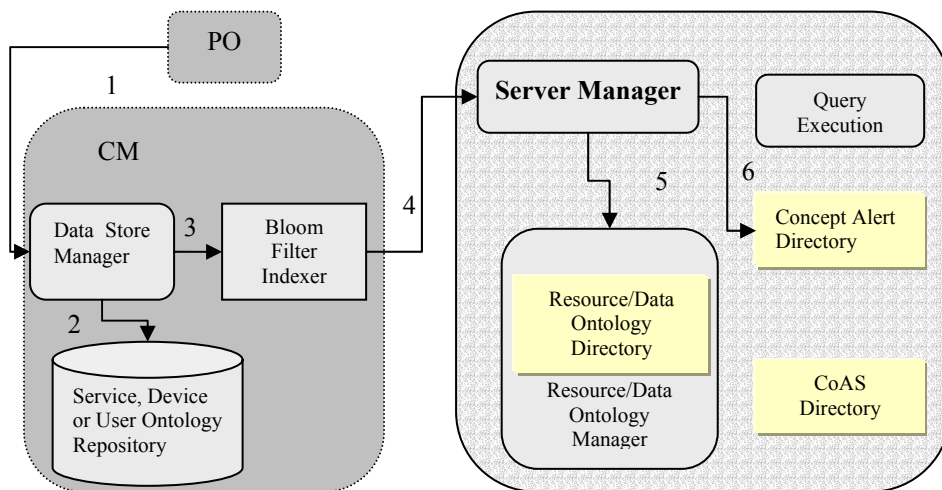 PO
1
CM
Data Store
Manager
3
Bloom
Filter
Indexer
4
2
Service, Device
or User Ontology
Repository
Server Manager
Query
Execution
5
6
Concept Alert
Directory
Resource/Data
Ontology
Directory
Resource/Data
Ontology
Manager
CoAS
Directory